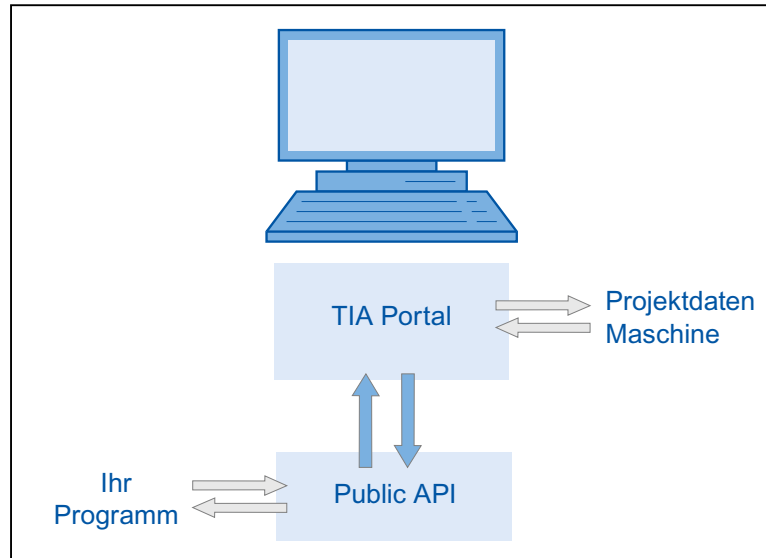 TIA Portal
Projektdaten
Maschine
Ihr
Programm
Public API